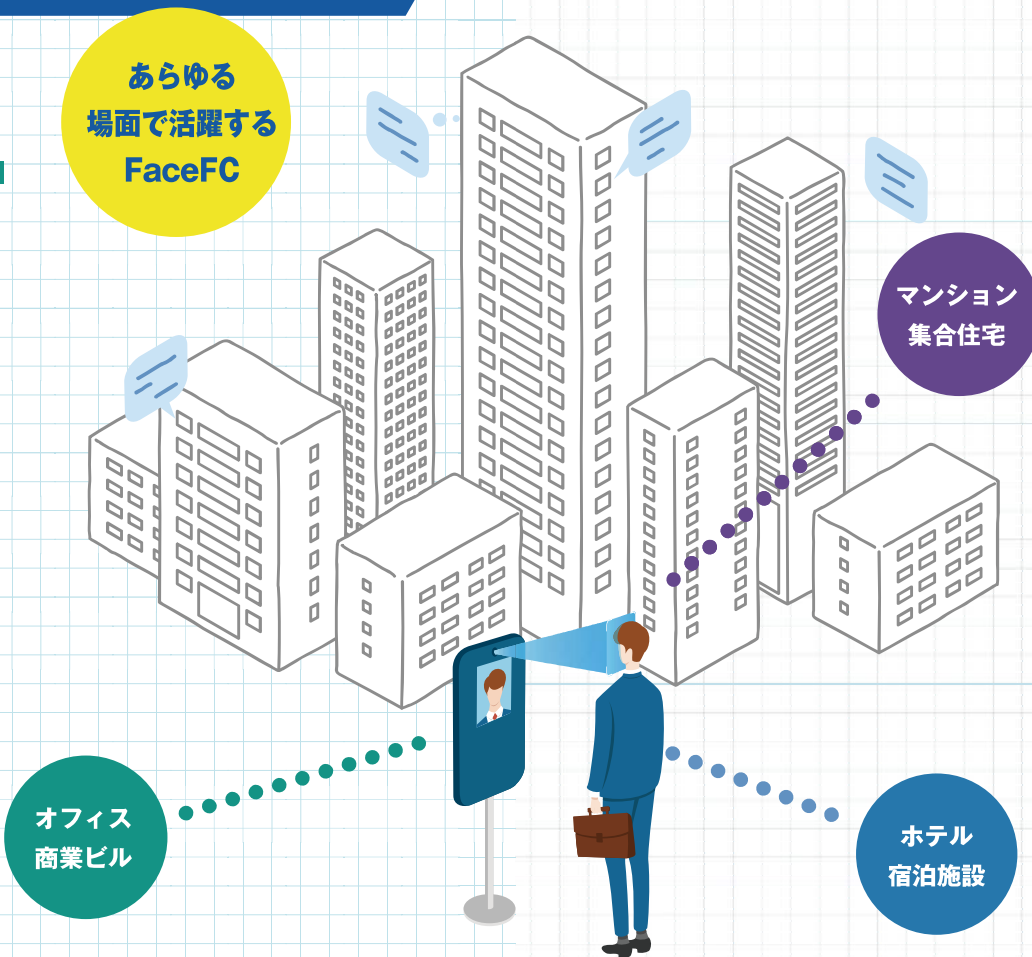 あらゆる
場面で活躍する
FaceFC
マンション
集合住宅
オフィス
商業ビル
ホテル
宿泊施設